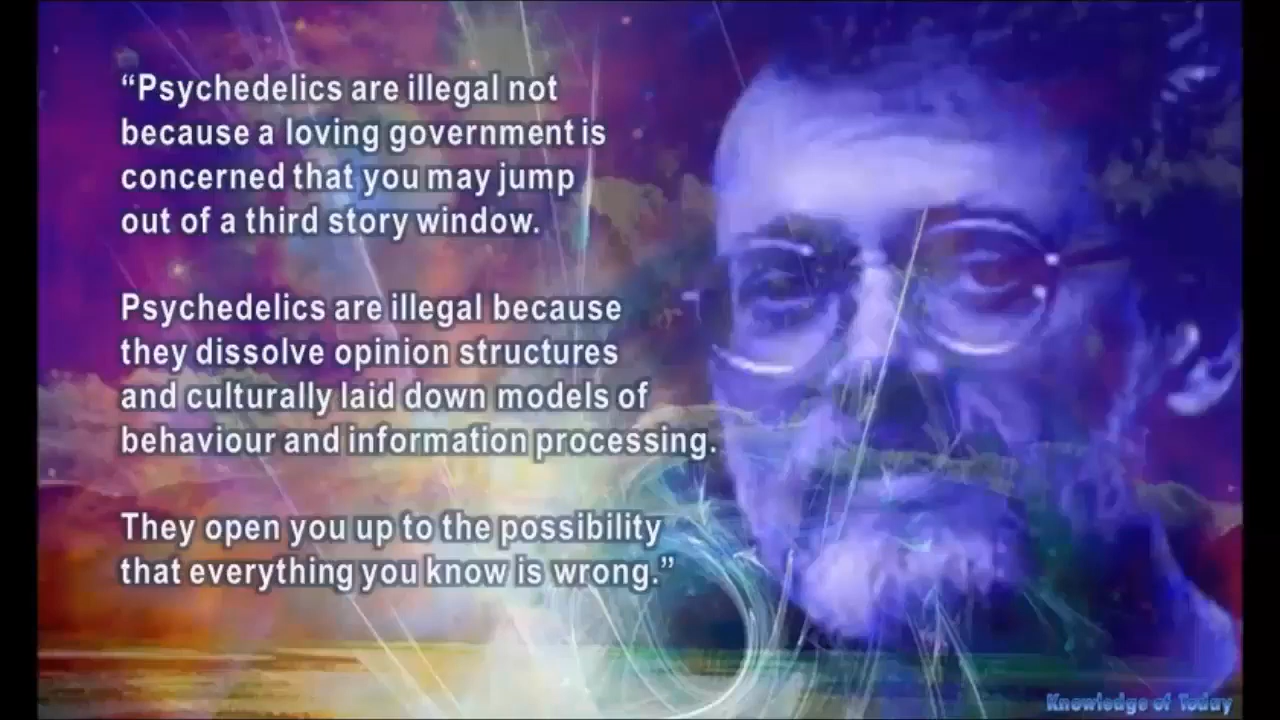 “Psychedelics are illegal not
because a loving government is
concerned that you may jump
out of a third story window.
Psychedelics are illegal because
they dissolve opinion structures
and culturally laid down models of
behaviour and information processing.
They open you up to the possibility
that everything you know is wrong.”
Knowledge of Today